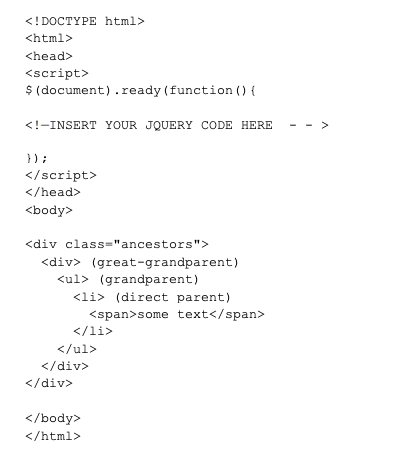 <!DOCTYPE html>
<html>
<head>
<script>
$(document).ready(function(){
<!—INSERT YOUR JQUERY CODE HERE - - >
});
</script>
</head>
<body>
<div class="ancestors">
<div> (great-grandparent)
<ul> (grandparent)
<li> (direct parent)
<span>some text</span>
</li>
</ul>
</div>
</div>
</body>
</html>